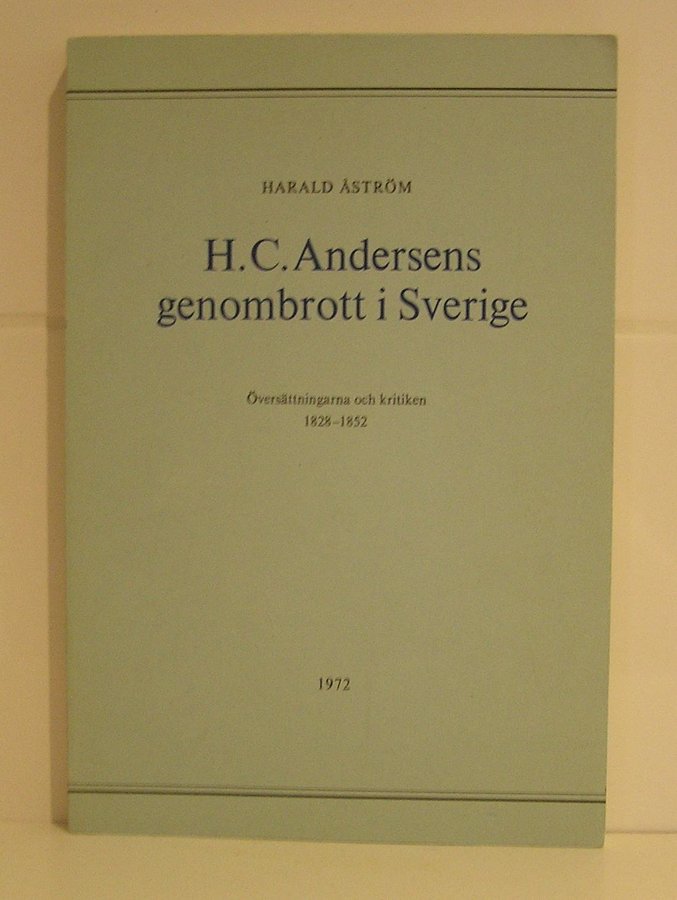 HARALD ÅSTRÖM
H.C. Andersens
genombrott i Sverige
Översättningarna och kritiken
1828–1852
1972